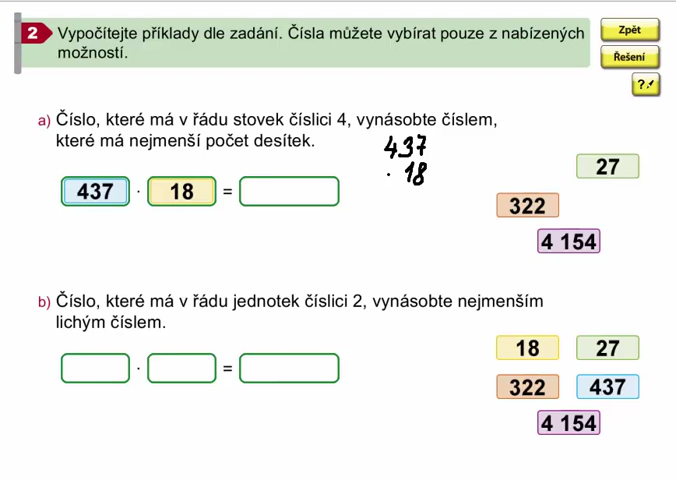 2 Vypočítejte příklady dle zadání. Čísla můžete vybírat pouze z nabízených
možností.
Zpět
Řešení
?
a) Číslo, které má v řádu stovek číslici 4, vynásobte číslem,
které má nejmenší počet desítek.
437
· 18
437 · 18 =
27
322
4 154
b) Číslo, které má v řádu jednotek číslici 2, vynásobte nejmenším
lichým číslem.
· =
18 27
322 437
4 154